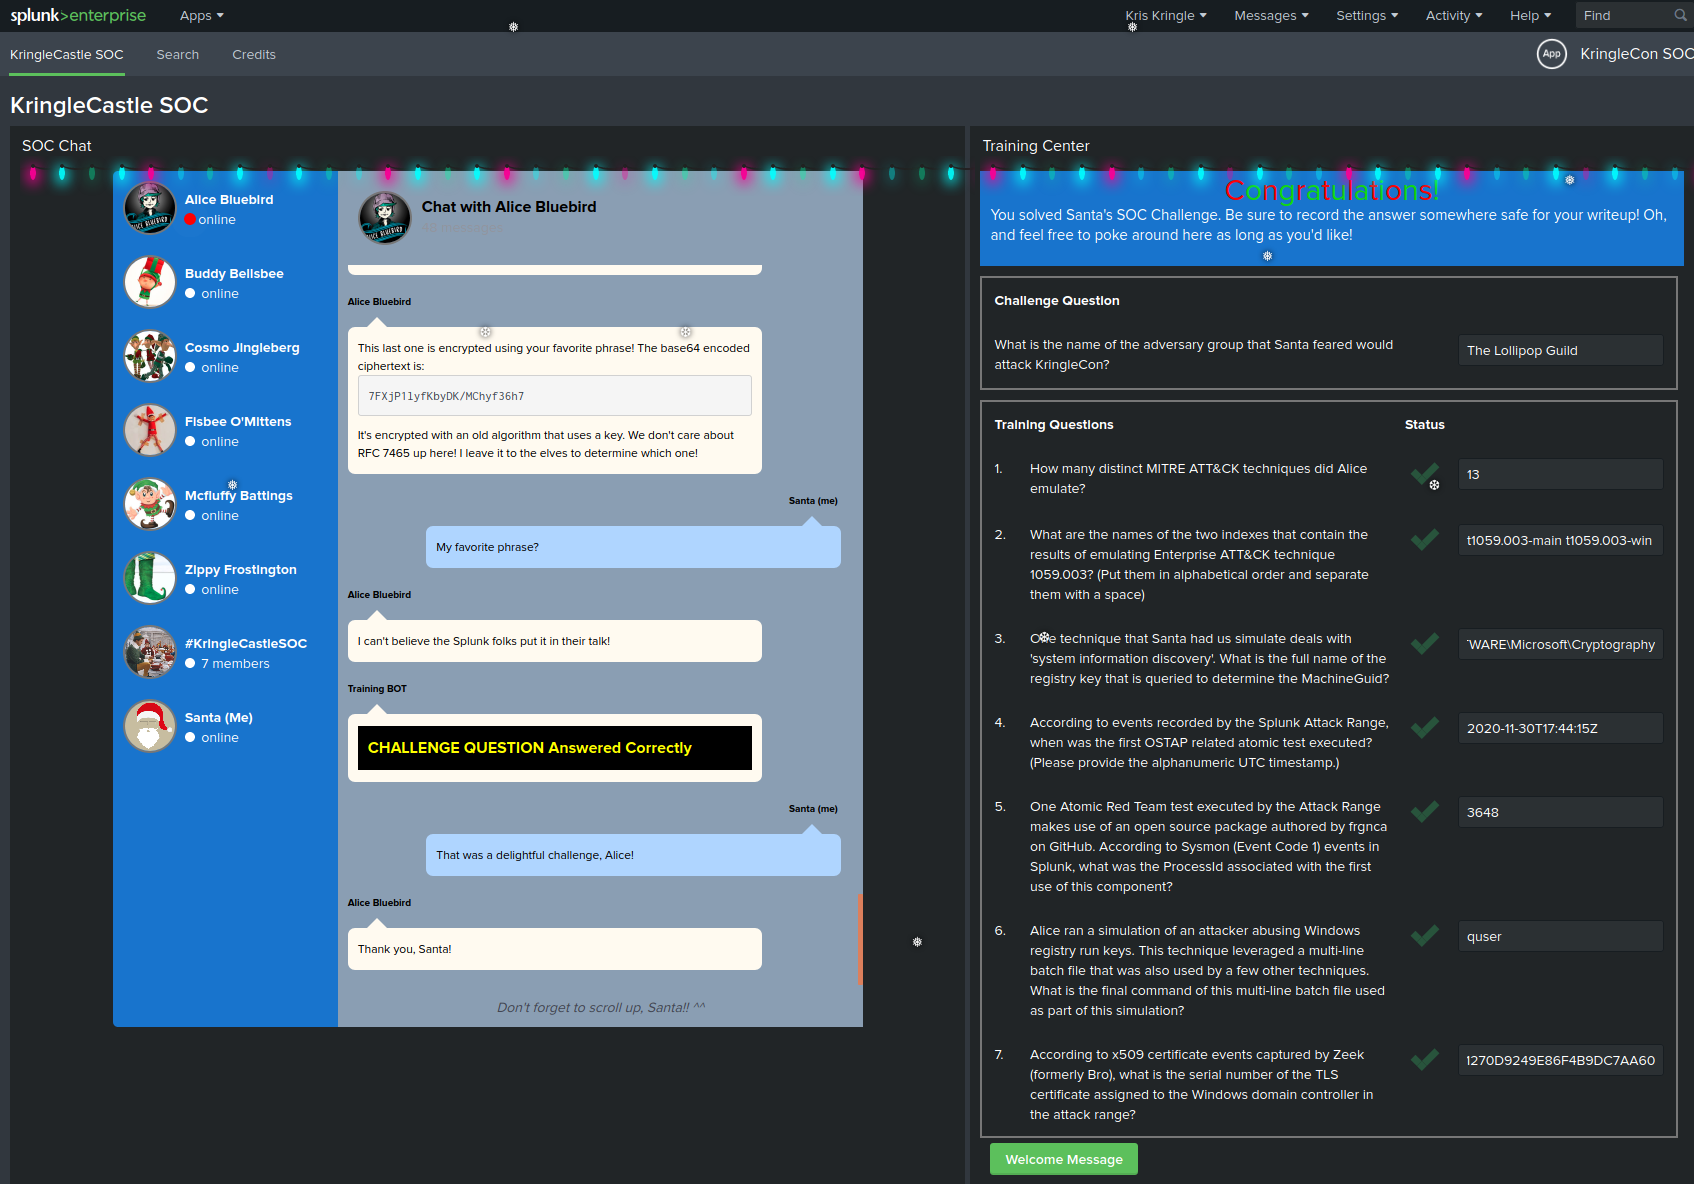 splunk>enterprise Apps Kris Kringle Messages Settings Activity Help Find
KringleCastle SOC Search Credits App KringleCon SOC
KringleCastle SOC
SOC Chat
Alice Bluebird
online
Buddy Bellsbee
online
Cosmo Jingleberg
online
Fisbee O'Mittens
online
Mcfluffy Battings
online
Zippy Frostington
online
#KringleCastleSOC
7 members
Santa (Me)
online
Chat with Alice Bluebird
Alice Bluebird
This last one is encrypted using your favorite phrase! The base64 encoded
ciphertext is:
7FXjP1lyfKbyDK/MChyf36h7
It's encrypted with an old algorithm that uses a key. We don't care about
RFC 7465 up here! I leave it to the elves to determine which one!
Santa (me)
My favorite phrase?
Alice Bluebird
I can't believe the Splunk folks put it in their talk!
Training BOT
CHALLENGE QUESTION Answered Correctly
Santa (me)
That was a delightful challenge, Alice!
Alice Bluebird
Thank you, Santa!
Don't forget to scroll up, Santa!! ^^
Training Center
Congratulations!
You solved Santa's SOC Challenge. Be sure to record the answer somewhere safe for your writeup! Oh,
and feel free to poke around here as long as you'd like!
Challenge Question
What is the name of the adversary group that Santa feared would
attack KringleCon?
The Lollipop Guild
Training Questions Status
1. How many distinct MITRE ATT&CK techniques did Alice
emulate?
13
2. What are the names of the two indexes that contain the
results of emulating Enterprise ATT&CK technique
1059.003? (Put them in alphabetical order and separate
them with a space)
t1059.003-main t1059.003-win
3. One technique that Santa had us simulate deals with
'system information discovery'. What is the full name of the
registry key that is queried to determine the MachineGuid?
WARE\Microsoft\Cryptography
4. According to events recorded by the Splunk Attack Range,
when was the first OSTAP related atomic test executed?
(Please provide the alphanumeric UTC timestamp.)
2020-11-30T17:44:15Z
5. One Atomic Red Team test executed by the Attack Range
makes use of an open source package authored by frgnca
on GitHub. According to Sysmon (Event Code 1) events in
Splunk, what was the ProcessId associated with the first
use of this component?
3648
6. Alice ran a simulation of an attacker abusing Windows
registry run keys. This technique leveraged a multi-line
batch file that was also used by a few other techniques.
What is the final command of this multi-line batch file used
as part of this simulation?
quser
7. According to x509 certificate events captured by Zeek
(formerly Bro), what is the serial number of the TLS
certificate assigned to the Windows domain controller in
the attack range?
1270D9249E86F4B9DC7AA60
Welcome Message